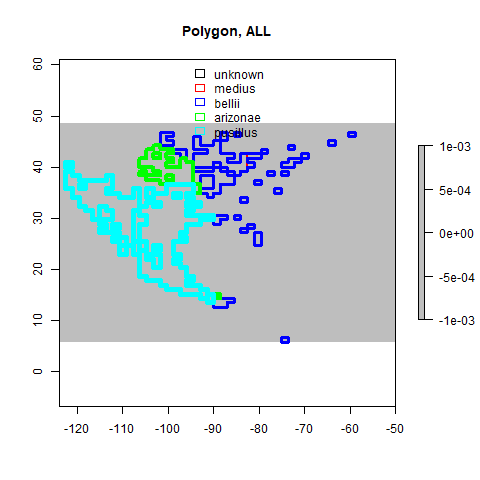 Polygon, ALL
unknown
medius
bellii
arizonae
pusillus
60
50
40
30
20
10
0
1e-03
5e-04
0e+00
-5e-04
-1e-03
-120
-110
-100
-90
-80
-70
-60
-50